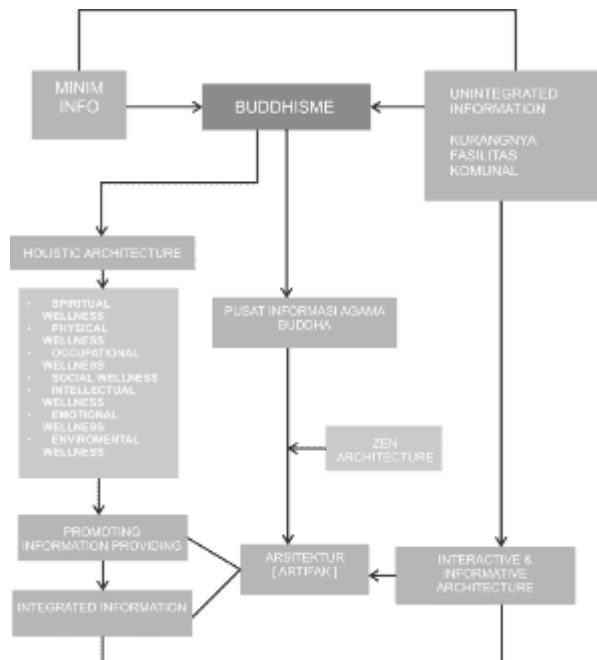 MINIM
INFO
BUDDHISME
UNINTEGRATED
INFORMATION
KURANGNYA
FASILITAS
KOMUNAL
HOLISTIC ARCHITECTURE
• SPIRITUAL
WELLNESS
• PHYSICAL
WELLNESS
• OCCUPATIONAL
WELLNESS
• SOCIAL WELLNESS
• INTELLECTUAL
WELLNESS
• EMOTIONAL
WELLNESS
• ENVIROMENTAL
WELLNESS
PUSAT INFORMASI AGAMA
BUDDHA
ZEN
ARCHITECTURE
PROMOTING
INFORMATION PROVIDING
ARSITEKTUR
[ ARTIFAK ]
INTERACTIVE &
INFORMATIVE
ARCHITECTURE
INTEGRATED INFORMATION